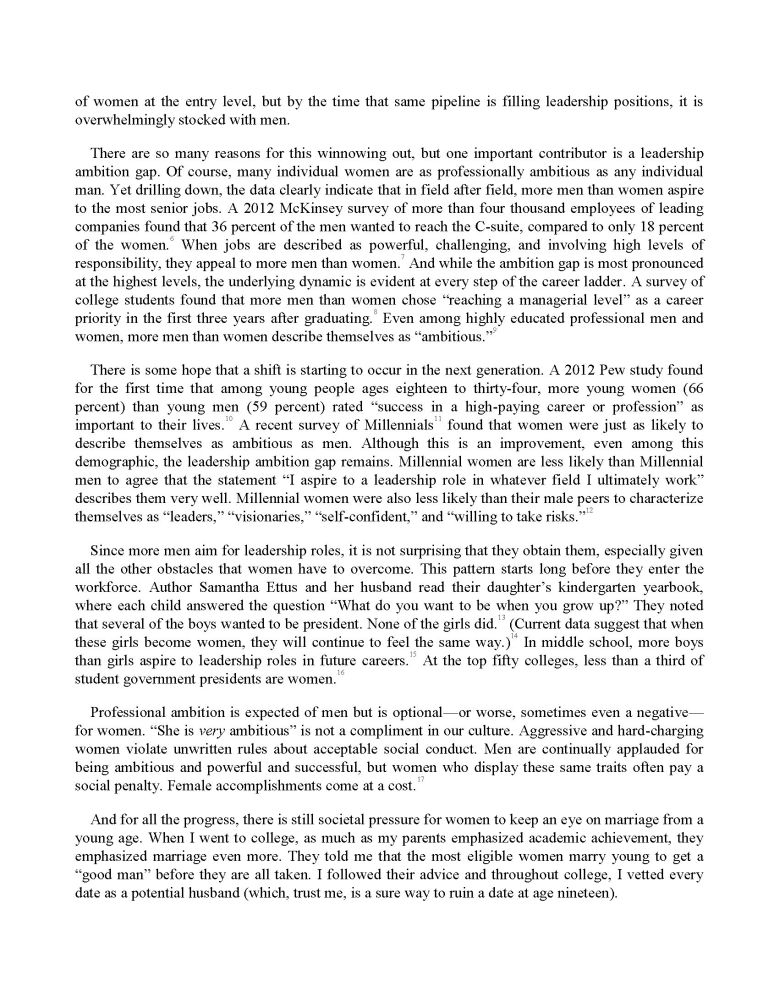 of women at the entry level, but by the time that same pipeline is filling leadership positions, it is
overwhelmingly stocked with men.
There are so many reasons for this winnowing out, but one important contributor is a leadership
ambition gap. Of course, many individual women are as professionally ambitious as any individual
man. Yet drilling down, the data clearly indicate that in field after field, more men than women aspire
to the most senior jobs. A 2012 McKinsey survey of more than four thousand employees of leading
companies found that 36 percent of the men wanted to reach the C-suite, compared to only 18 percent
of the women.6 When jobs are described as powerful, challenging, and involving high levels of
responsibility, they appeal to more men than women.7 And while the ambition gap is most pronounced
at the highest levels, the underlying dynamic is evident at every step of the career ladder. A survey of
college students found that more men than women chose “reaching a managerial level” as a career
priority in the first three years after graduating.8 Even among highly educated professional men and
women, more men than women describe themselves as “ambitious.”9
There is some hope that a shift is starting to occur in the next generation. A 2012 Pew study found
for the first time that among young people ages eighteen to thirty-four, more young women (66
percent) than young men (59 percent) rated “success in a high-paying career or profession” as
important to their lives.10 A recent survey of Millennials11 found that women were just as likely to
describe themselves as ambitious as men. Although this is an improvement, even among this
demographic, the leadership ambition gap remains. Millennial women are less likely than Millennial
men to agree that the statement “I aspire to a leadership role in whatever field I ultimately work”
describes them very well. Millennial women were also less likely than their male peers to characterize
themselves as “leaders,” “visionaries,” “self-confident,” and “willing to take risks.”12
Since more men aim for leadership roles, it is not surprising that they obtain them, especially given
all the other obstacles that women have to overcome. This pattern starts long before they enter the
workforce. Author Samantha Ettus and her husband read their daughter’s kindergarten yearbook,
where each child answered the question “What do you want to be when you grow up?” They noted
that several of the boys wanted to be president. None of the girls did.13 (Current data suggest that when
these girls become women, they will continue to feel the same way.)14 In middle school, more boys
than girls aspire to leadership roles in future careers.15 At the top fifty colleges, less than a third of
student government presidents are women.16
Professional ambition is expected of men but is optional—or worse, sometimes even a negative—
for women. “She is very ambitious” is not a compliment in our culture. Aggressive and hard-charging
women violate unwritten rules about acceptable social conduct. Men are continually applauded for
being ambitious and powerful and successful, but women who display these same traits often pay a
social penalty. Female accomplishments come at a cost.17
And for all the progress, there is still societal pressure for women to keep an eye on marriage from a
young age. When I went to college, as much as my parents emphasized academic achievement, they
emphasized marriage even more. They told me that the most eligible women marry young to get a
“good man” before they are all taken. I followed their advice and throughout college, I vetted every
date as a potential husband (which, trust me, is a sure way to ruin a date at age nineteen).